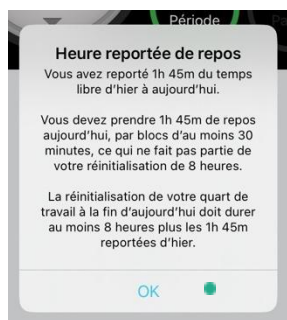 Période
Pa
Heure reportée de repos
Vous avez reporté 1h 45m du temps
libre d'hier à aujourd'hui.
Vous devez prendre 1h 45m de repos
aujourd'hui, par blocs d'au moins 30
minutes, ce qui ne fait pas partie de
votre réinitialisation de 8 heures.
La réinitialisation de votre quart de
travail à la fin d'aujourd'hui doit durer
au moins 8 heures plus les 1h 45m
reportées d'hier.
OK